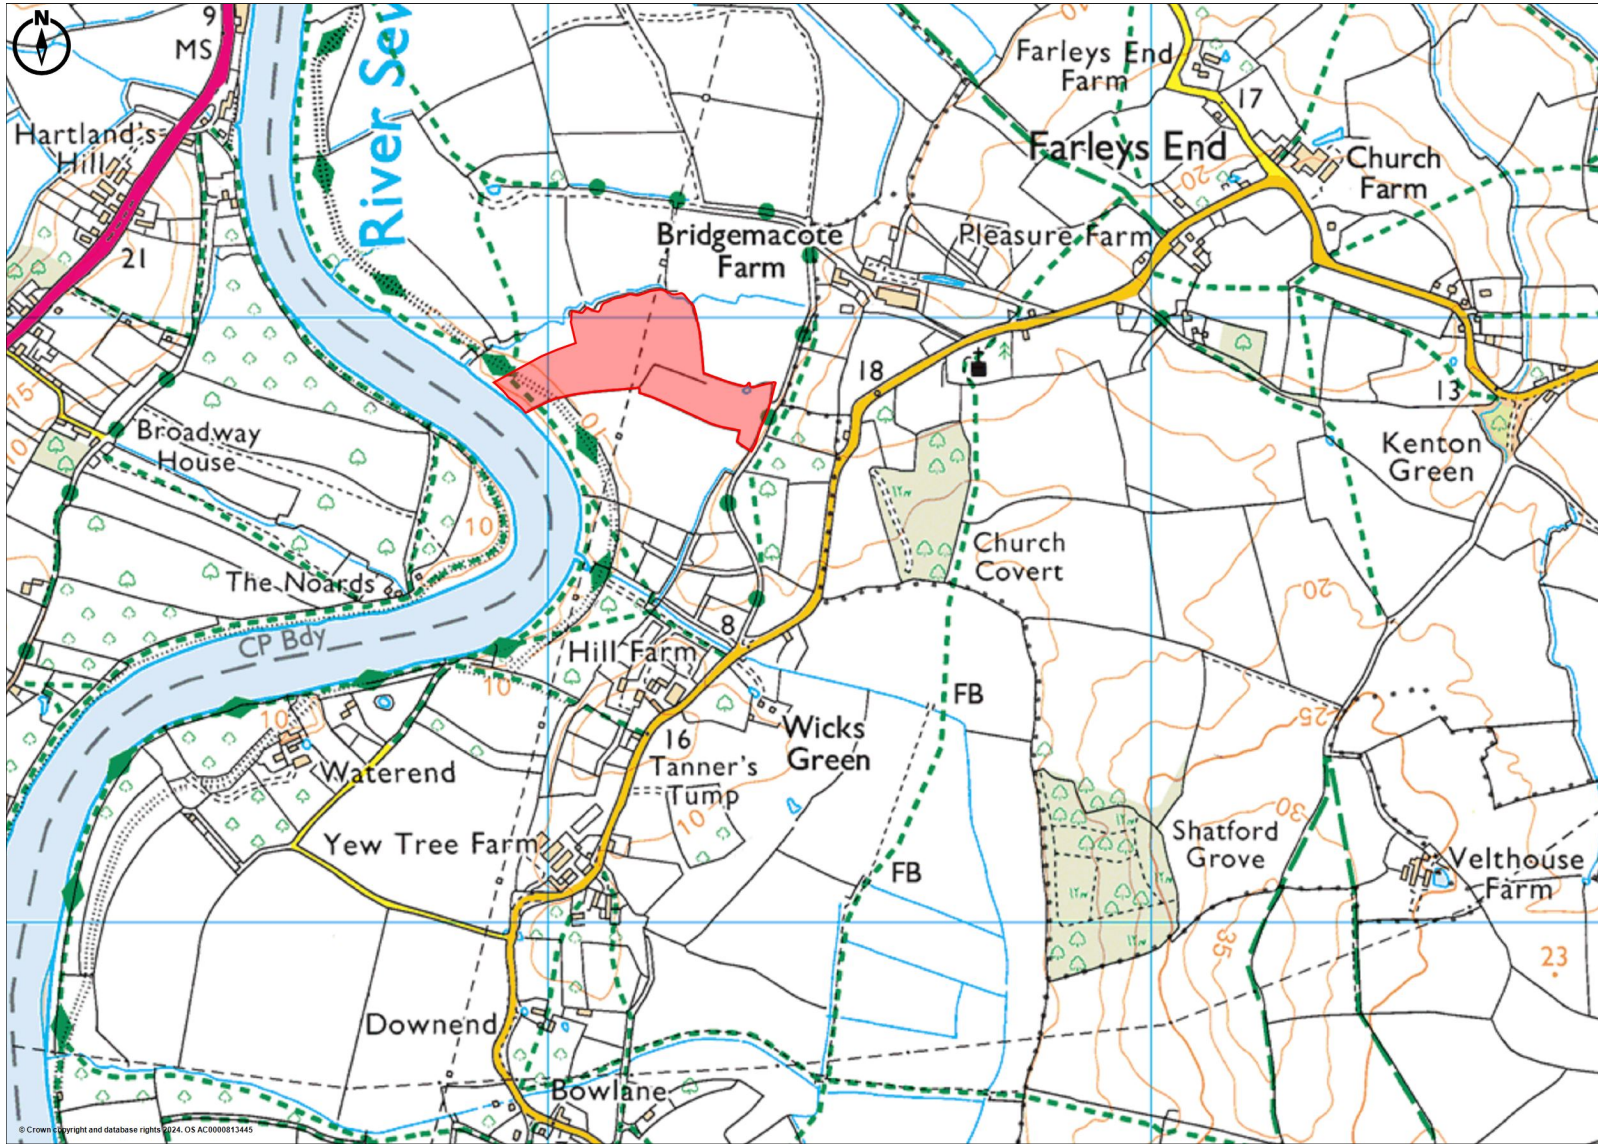 N
9
MS
River Sev
Farleys End
Farm
10
17
Hartland's
Hill
Farleys End
20
Church
Farm
Bridgemacote
Farm
Pleasure Farm
21
18
13
15
10
Broadway
House
10
Kenton
Green
10
Church
Covert
The Noards
20
CP Bdy
8
Hill Farm
10
FB
25
10
Wicks
Green
16
Waterend
Tanner's
Tump
10
30
Shatford
Grove
Yew Tree Farm
FB
Velthouse
Farm
35
23
Downend
Bowlane
© Crown copyright and database rights 2024. OS AC0000813445